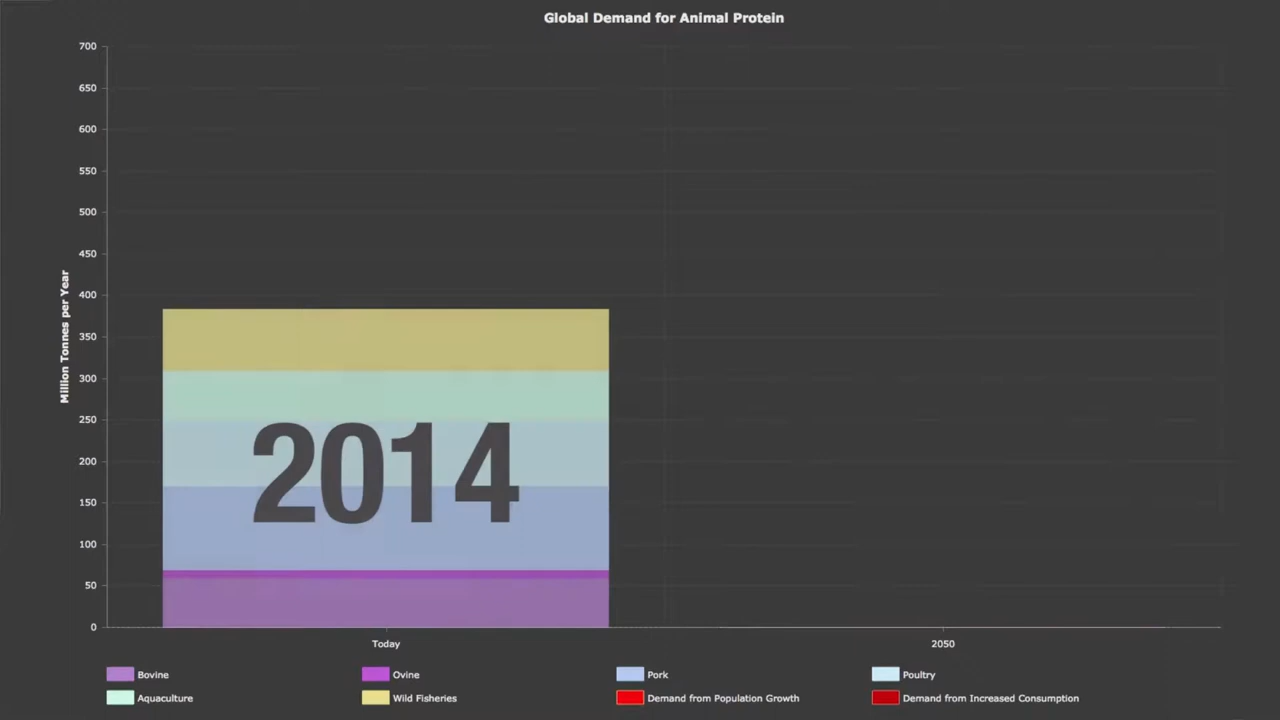 Global Demand for Animal Protein
700
650
600
550
500
450
400
350
300
250
200
150
100
50
0
Million Tonnes per Year
2014
Today
2050
Bovine
Ovine
Pork
Poultry
Aquaculture
Wild Fisheries
Demand from Population Growth
Demand from Increased Consumption